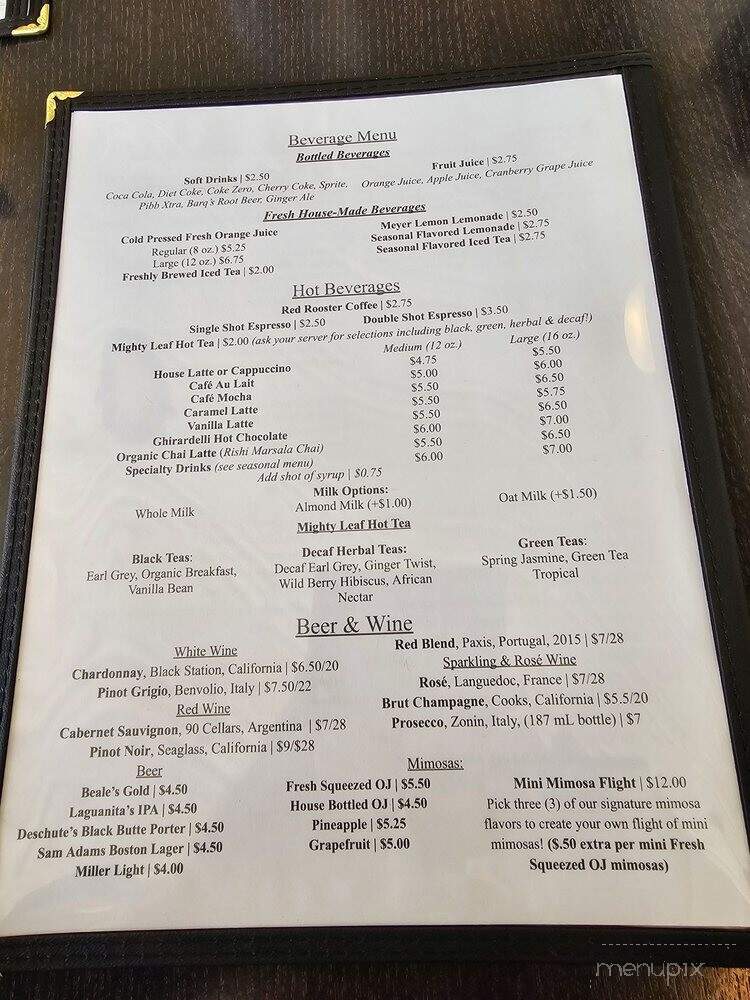 Beverage Menu
Bottled Beverages
Soft Drinks | $2.50
Coca Cola, Diet Coke, Coke Zero, Cherry Coke, Sprite,
Pibb Xtra, Barq's Root Beer, Ginger Ale
Fruit Juice | $2.75
Orange Juice, Apple Juice, Cranberry Grape Juice
Fresh House-Made Beverages
Cold Pressed Fresh Orange Juice
Regular (8 oz.) $5.25
Large (12 oz.) $6.75
Freshly Brewed Iced Tea | $2.00
Meyer Lemon Lemonade | $2.50
Seasonal Flavored Lemonade | $2.75
Seasonal Flavored Iced Tea | $2.75
Hot Beverages
Red Rooster Coffee | $2.75
Single Shot Espresso | $2.50 Double Shot Espresso | $3.50
Mighty Leaf Hot Tea | $2.00 (ask your server for selections including black, green, herbal & decaf!)
Medium (12 oz.) Large (16 oz.)
House Latte or Cappuccino $4.75 $5.50
Café Au Lait $5.00 $6.00
Café Mocha $5.50 $6.50
Caramel Latte $5.50 $5.75
Vanilla Latte $5.50 $6.50
Ghirardelli Hot Chocolate $6.00 $7.00
Organic Chai Latte (Rishi Marsala Chai) $5.50 $6.50
Specialty Drinks (see seasonal menu) $6.00 $7.00
Add shot of syrup | $0.75
Milk Options:
Whole Milk Almond Milk (+$1.00) Oat Milk (+$1.50)
Mighty Leaf Hot Tea
Black Teas:
Earl Grey, Organic Breakfast,
Vanilla Bean
Decaf Herbal Teas:
Decaf Earl Grey, Ginger Twist,
Wild Berry Hibiscus, African
Nectar
Green Teas:
Spring Jasmine, Green Tea
Tropical
Beer & Wine
White Wine
Chardonnay, Black Station, California | $6.50/20
Pinot Grigio, Benvolio, Italy | $7.50/22
Red Wine
Cabernet Sauvignon, 90 Cellars, Argentina | $7/28
Pinot Noir, Seaglass, California | $9/$28
Red Blend, Paxis, Portugal, 2015 | $7/28
Sparkling & Rosé Wine
Rosé, Languedoc, France | $7/28
Brut Champagne, Cooks, California | $5.5/20
Prosecco, Zonin, Italy, (187 mL bottle) | $7
Beer
Beale's Gold | $4.50
Laguanita's IPA | $4.50
Deschute's Black Butte Porter | $4.50
Sam Adams Boston Lager | $4.50
Miller Light | $4.00
Mimosas:
Fresh Squeezed OJ | $5.50
House Bottled OJ | $4.50
Pineapple | $5.25
Grapefruit | $5.00
Mini Mimosa Flight | $12.00
Pick three (3) of our signature mimosa
flavors to create your own flight of mini
mimosas! ($.50 extra per mini Fresh
Squeezed OJ mimosas)
menupix